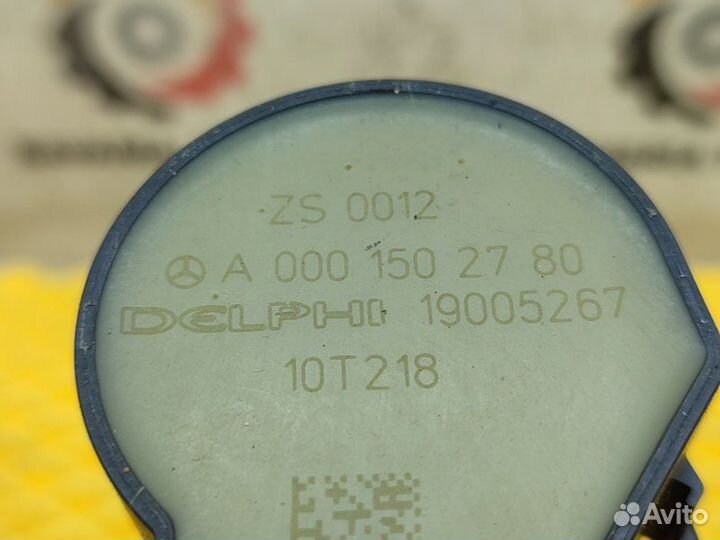 ZS 0012
A 000 150 27 80
DELPHI 19005267
10T218
Avito